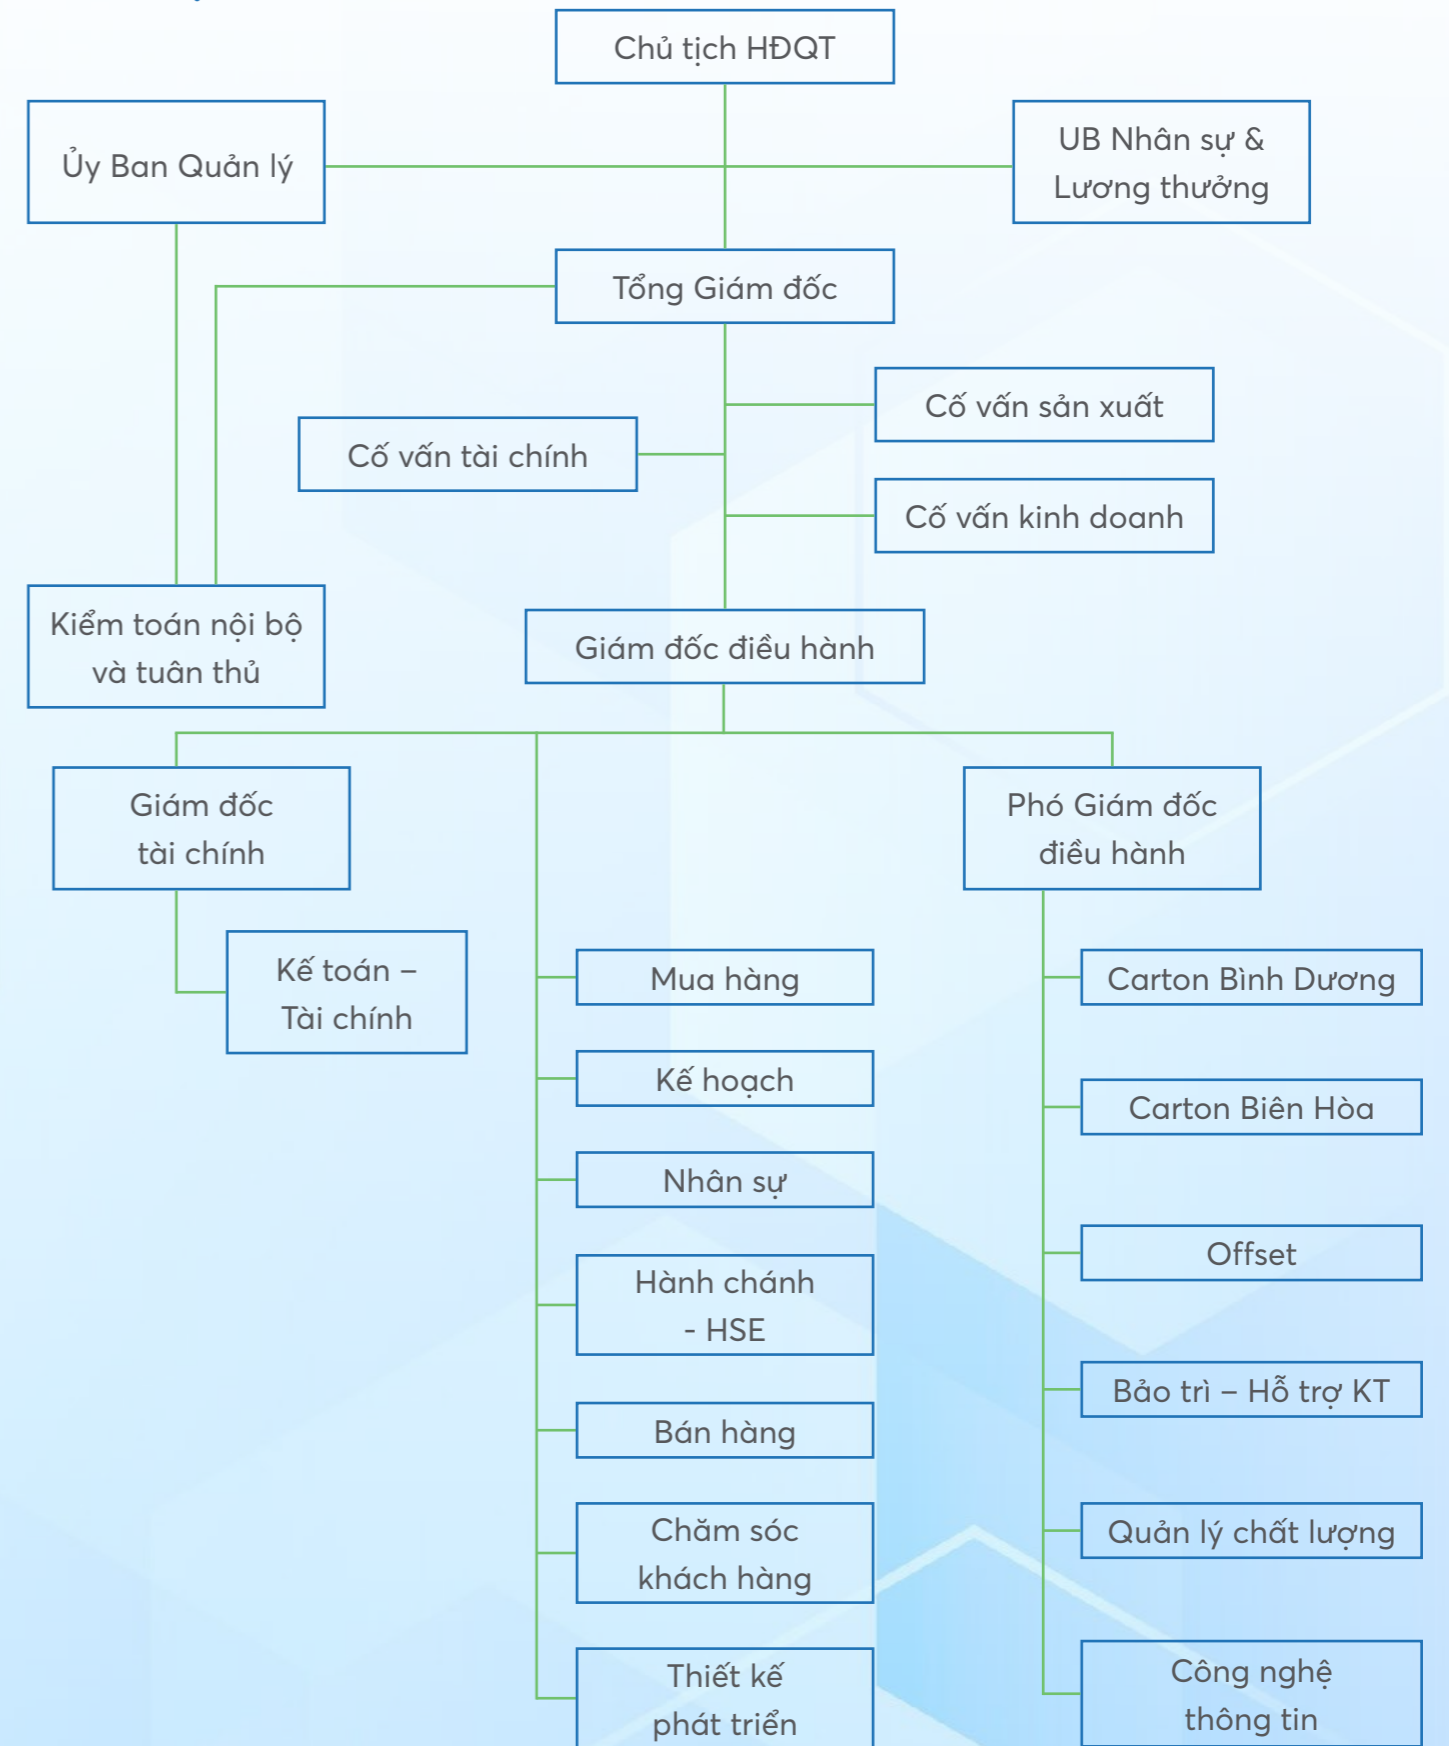 Chủ tịch HĐQT
Ủy Ban Quản lý
UB Nhân sự &
Lương thưởng
Tổng Giám đốc
Cố vấn sản xuất
Cố vấn tài chính
Cố vấn kinh doanh
Kiểm toán nội bộ
và tuân thủ
Giám đốc điều hành
Giám đốc
tài chính
Phó Giám đốc
điều hành
Kế toán –
Tài chính
Mua hàng
Kế hoạch
Nhân sự
Hành chánh
- HSE
Bán hàng
Chăm sóc
khách hàng
Thiết kế
phát triển
Carton Bình Dương
Carton Biên Hòa
Offset
Bảo trì – Hỗ trợ KT
Quản lý chất lượng
Công nghệ
thông tin